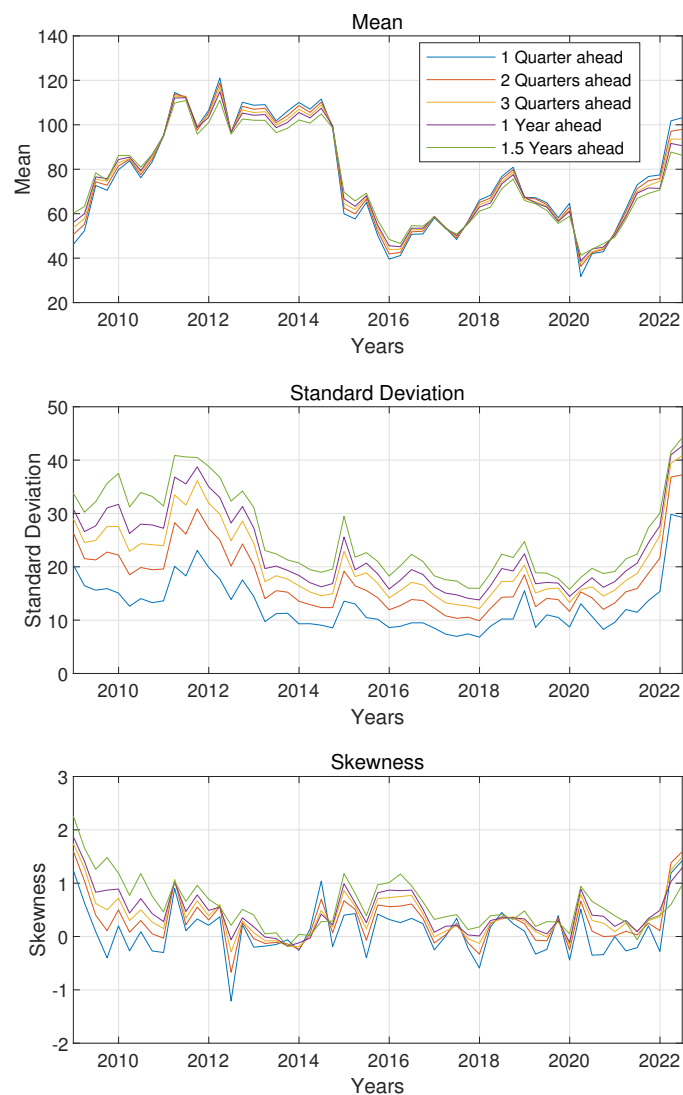 Mean
140
120
100
80
60
40
20
Mean
1 Quarter ahead
2 Quarters ahead
3 Quarters ahead
1 Year ahead
1.5 Years ahead
2010 2012 2014 2016 2018 2020 2022
Years
Standard Deviation
50
40
30
20
10
0
Standard Deviation
2010 2012 2014 2016 2018 2020 2022
Years
Skewness
3
2
1
0
-1
-2
Skewness
2010 2012 2014 2016 2018 2020 2022
Years